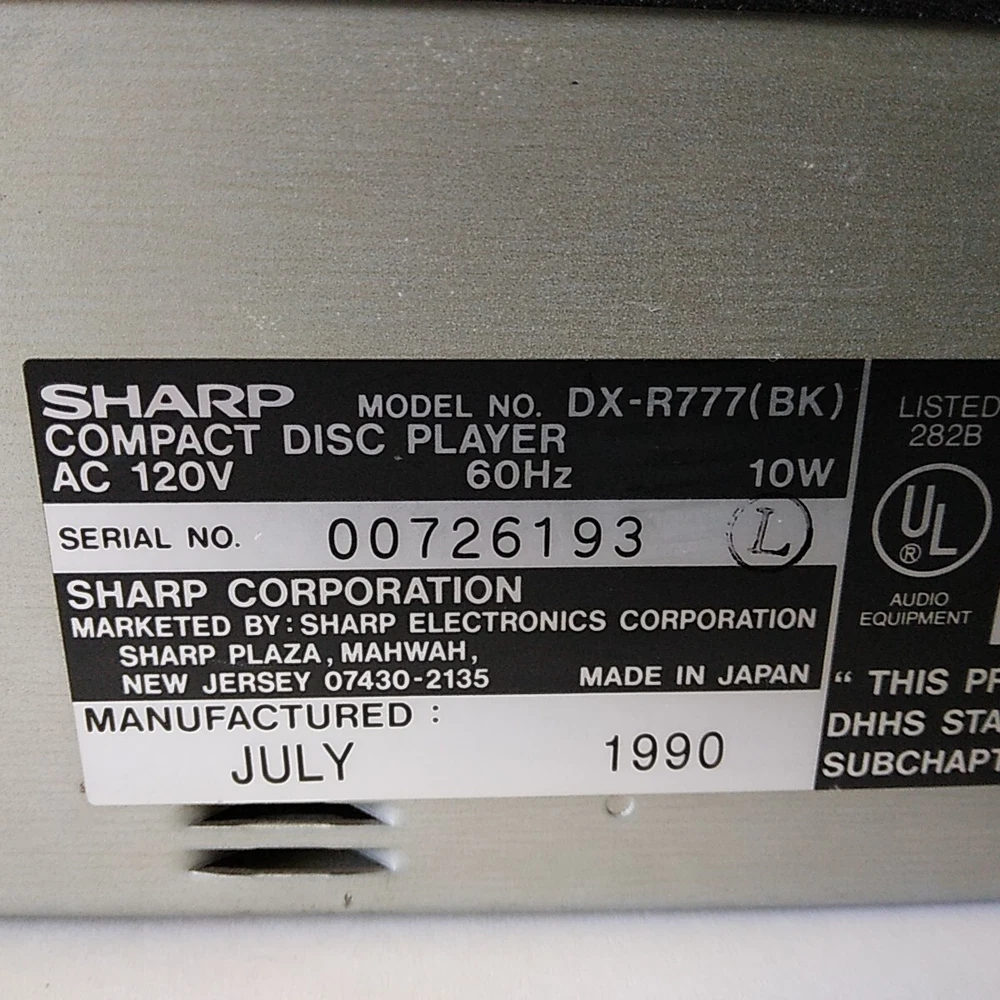 SHARP MODEL NO. DX-R777(BK)
COMPACT DISC PLAYER
AC 120V 60Hz 10W
SERIAL NO. 00726193 L
SHARP CORPORATION
MARKETED BY: SHARP ELECTRONICS CORPORATION
SHARP PLAZA, MAHWAH,
NEW JERSEY 07430-2135 MADE IN JAPAN
MANUFACTURED :
JULY 1990
LISTED
282B
UL ®
AUDIO
EQUIPMENT
“ THIS PR
DHHS STA
SUBCHAPT